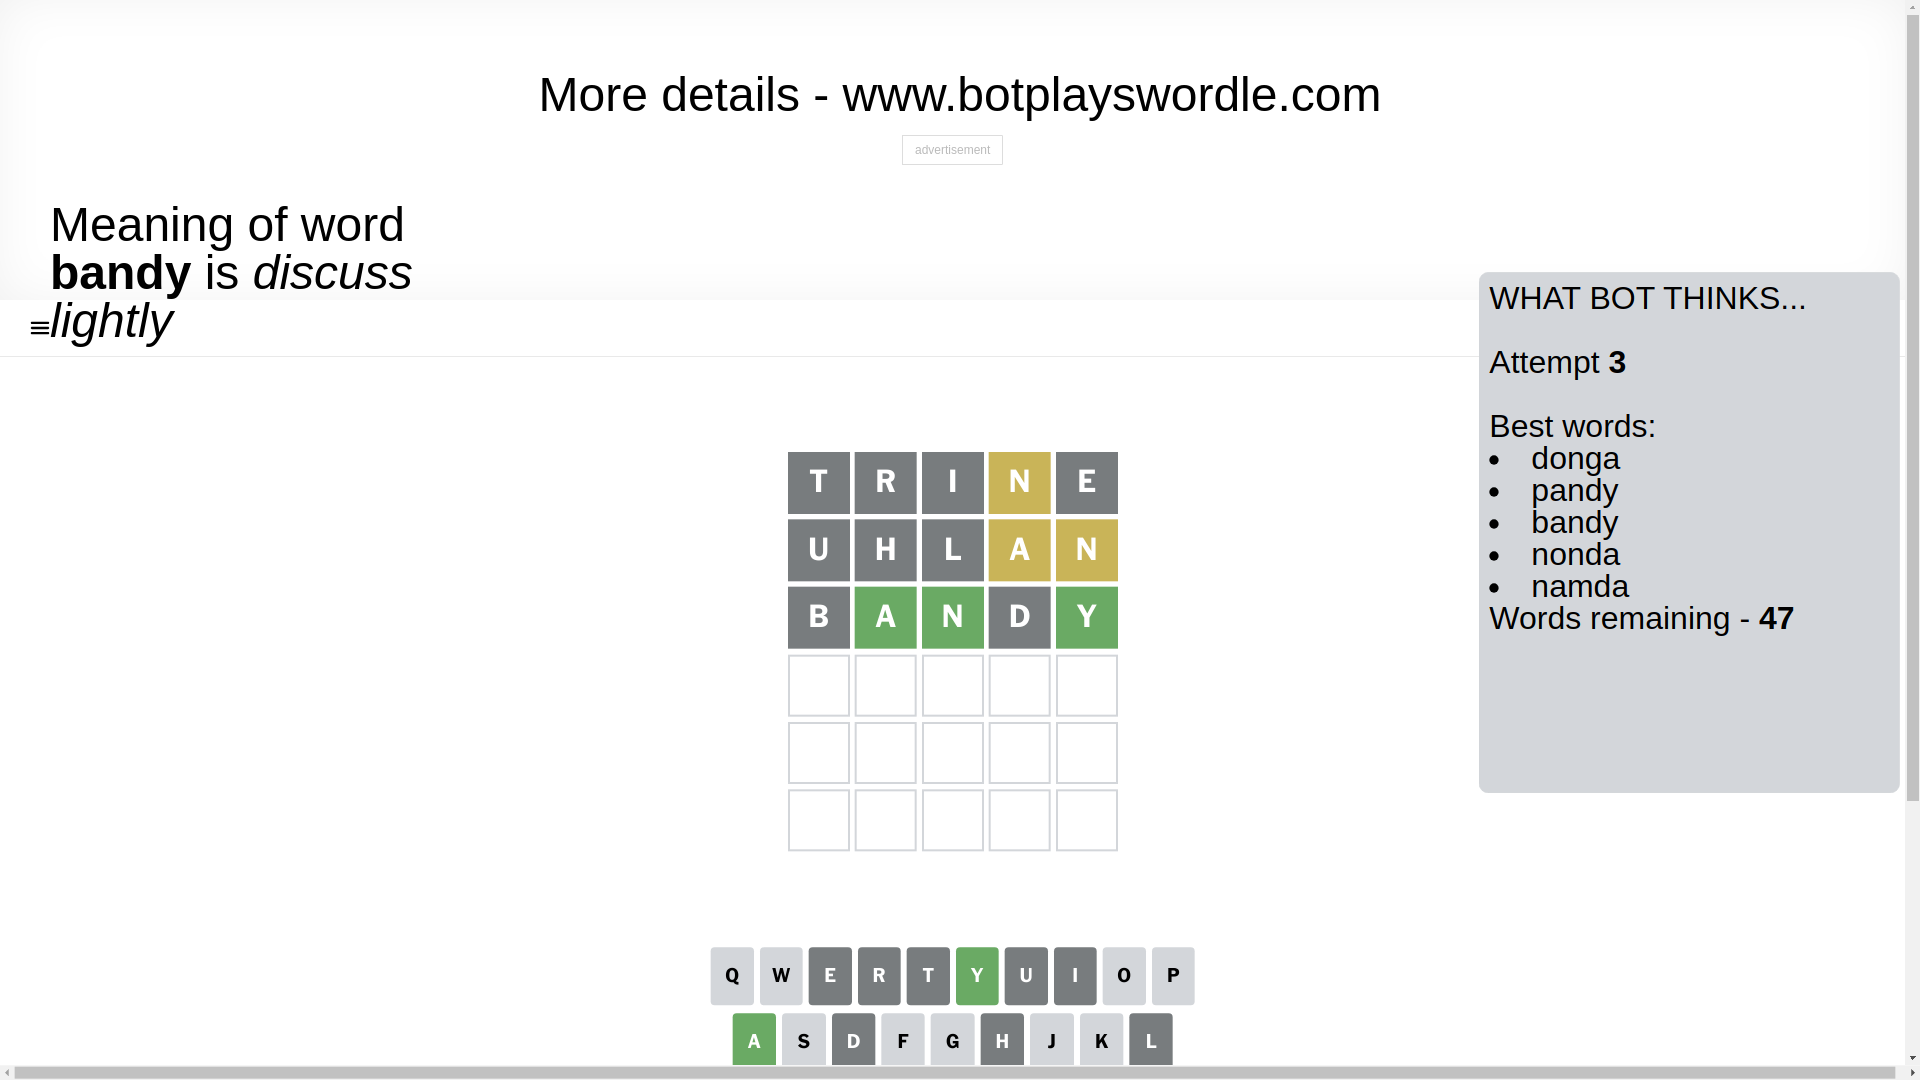 More details - www.botplayswordle.com
advertisement
Meaning of word
bandy is discuss
lightly
WHAT BOT THINKS...
Attempt 3
Best words:
donga
pandy
bandy
nonda
namda
Words remaining - 47
T R I N E
U H L A N
B A N D Y
Q W E R T Y U I O P
A S D F G H J K L